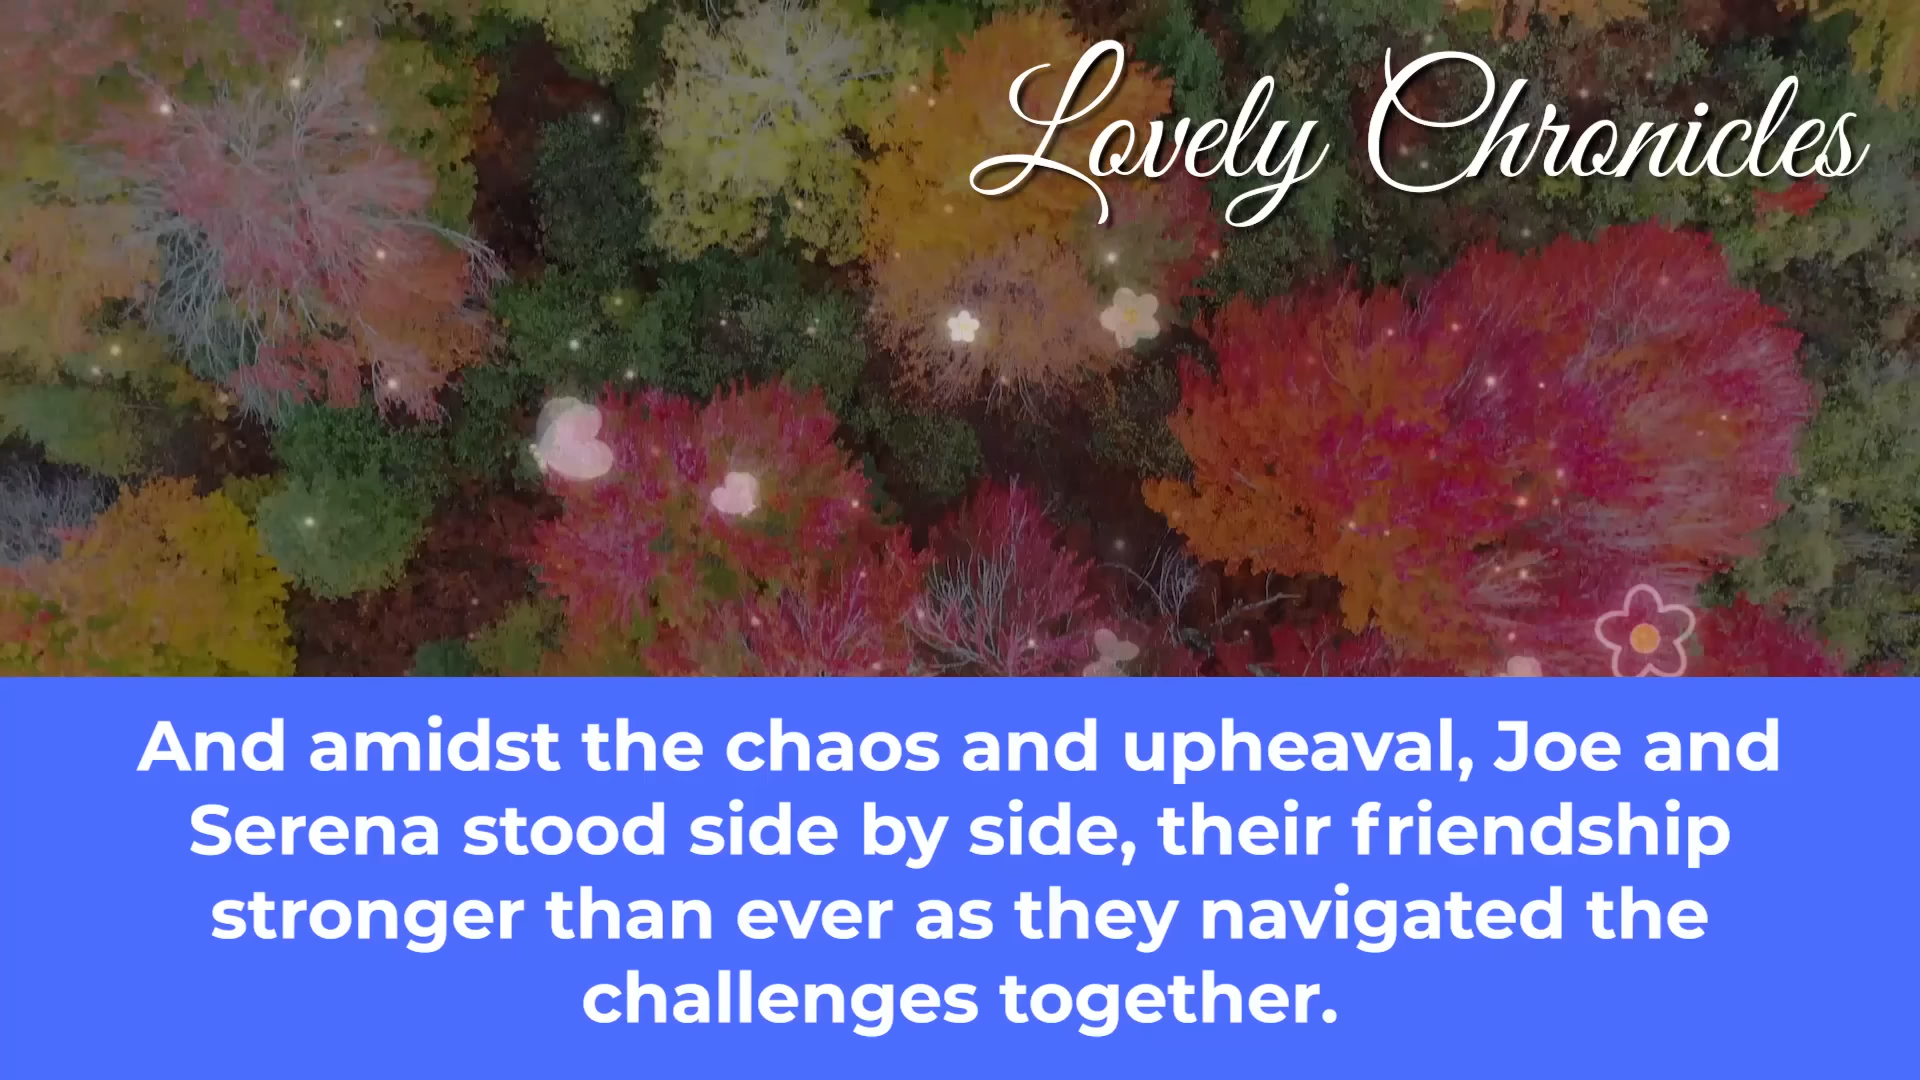 Lovely Chronicles
And amidst the chaos and upheaval, Joe and
Serena stood side by side, their friendship
stronger than ever as they navigated the
challenges together.